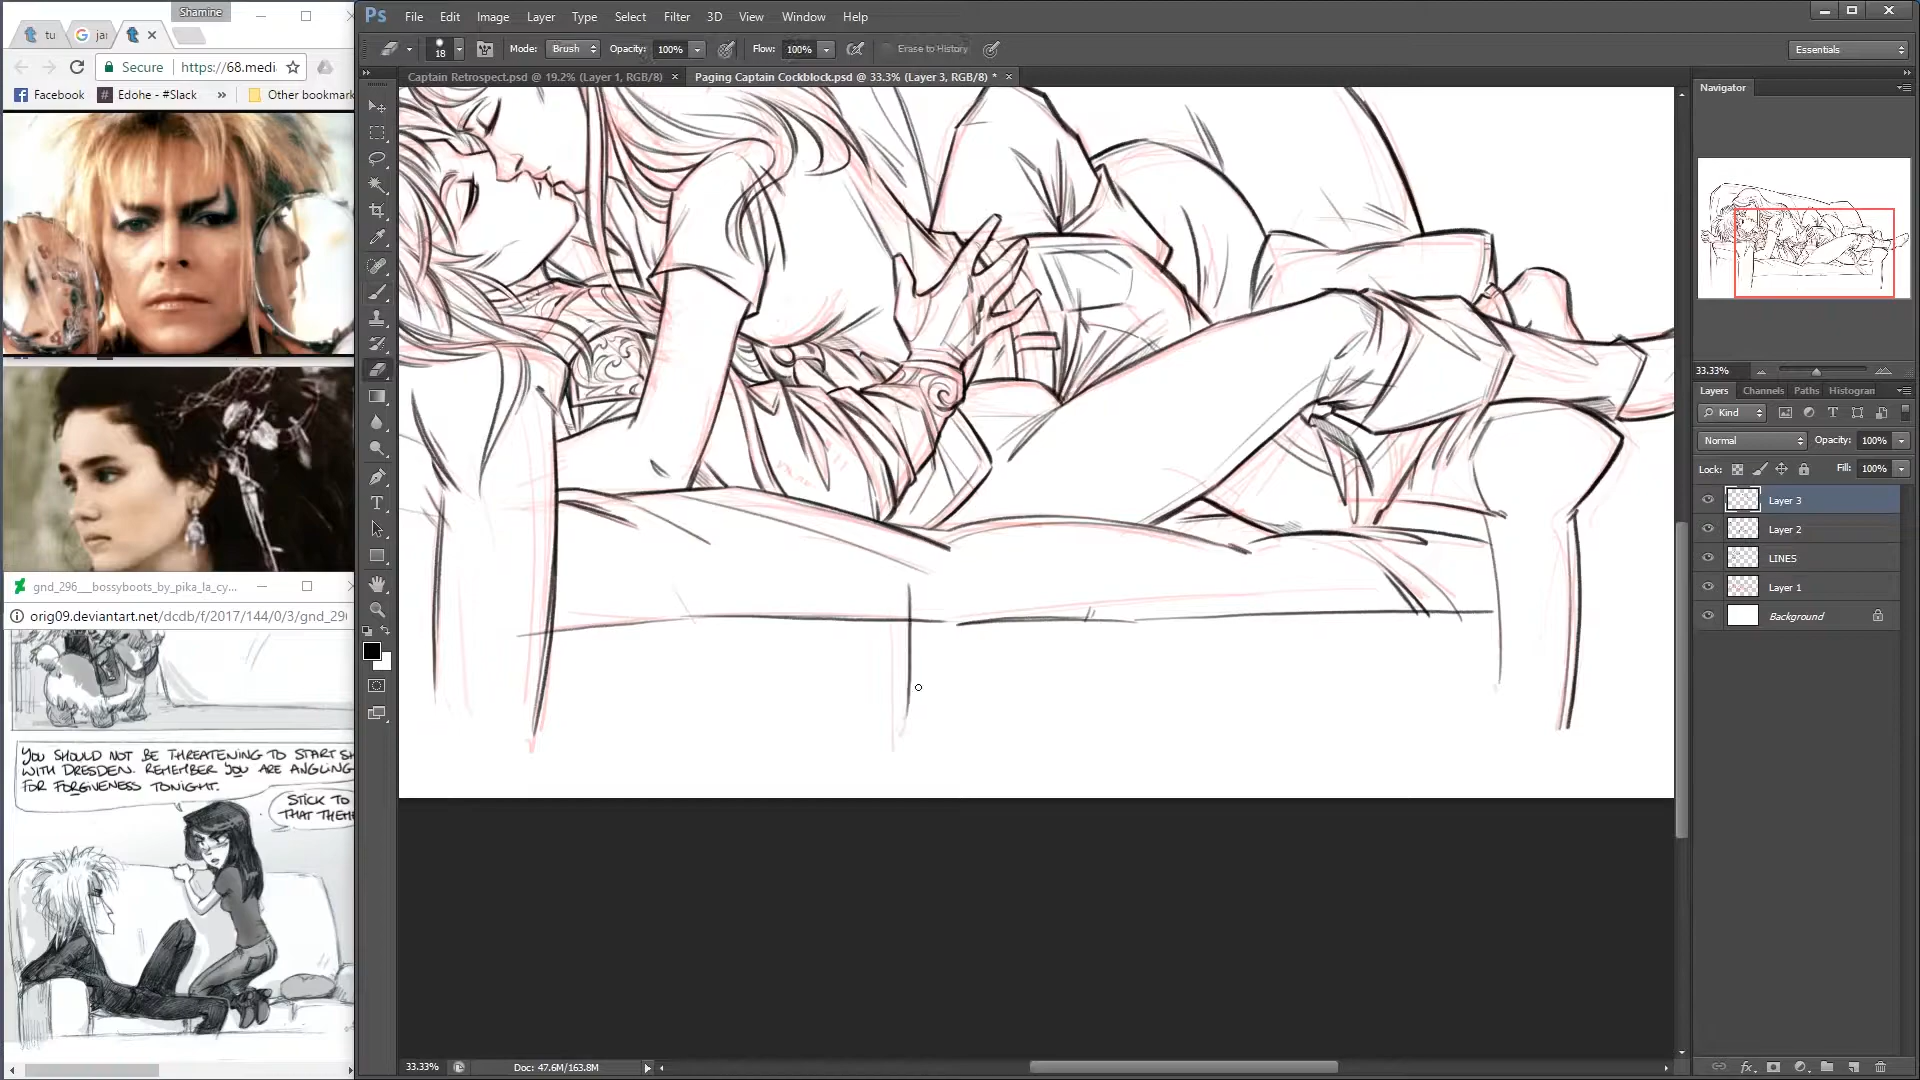 Shamine
tu
jai
Secure
https://68.medi
Facebook
Edohe - #Slack
»
Other bookmark
gnd_296__bossyboots_by_pika_la_cy...
orig09.deviantart.net/dcdb/f/2017/144/0/3/gnd_29
YOU SHOULD NOT BE THREATENING TO START SH
WITH DRESDEN. REMEMBER YOU ARE ANGLING
FOR FORGIVENESS TONIGHT.
STICK TO
THAT THEM
Ps File Edit Image Layer Type Select Filter 3D View Window Help
18 Mode: Brush Opacity: 100% Flow: 100% Erase to History Essentials
Captain Retrospect.psd @ 19.2% (Layer 1, RGB/8) × Paging Captain Cockblock.psd @ 33.3% (Layer 3, RGB/8) * ×
Navigator
33.33%
Layers Channels Paths Histogram
Kind
Normal Opacity: 100%
Lock: Fill: 100%
Layer 3
Layer 2
LINES
Layer 1
Background
33.33% Doc: 47.6M/163.8M
fx